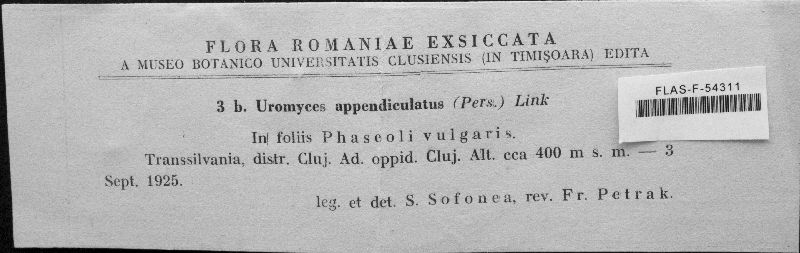 FLORA ROMANIAE EXSICCATA
A MUSEO BOTANICO UNIVERSITATIS CLUSIENSIS (IN TIMIŞOARA) EDITA
FLAS-F-54311
3 b. Uromyces appendiculatus (Pers.) Link
In foliis Phaseoli vulgaris.
Transsilvania, distr. Cluj. Ad. oppid. Cluj. Alt. cca 400 m s. m. — 3
Sept. 1925.
leg. et det. S. Sofonea, rev. Fr. Petrak.